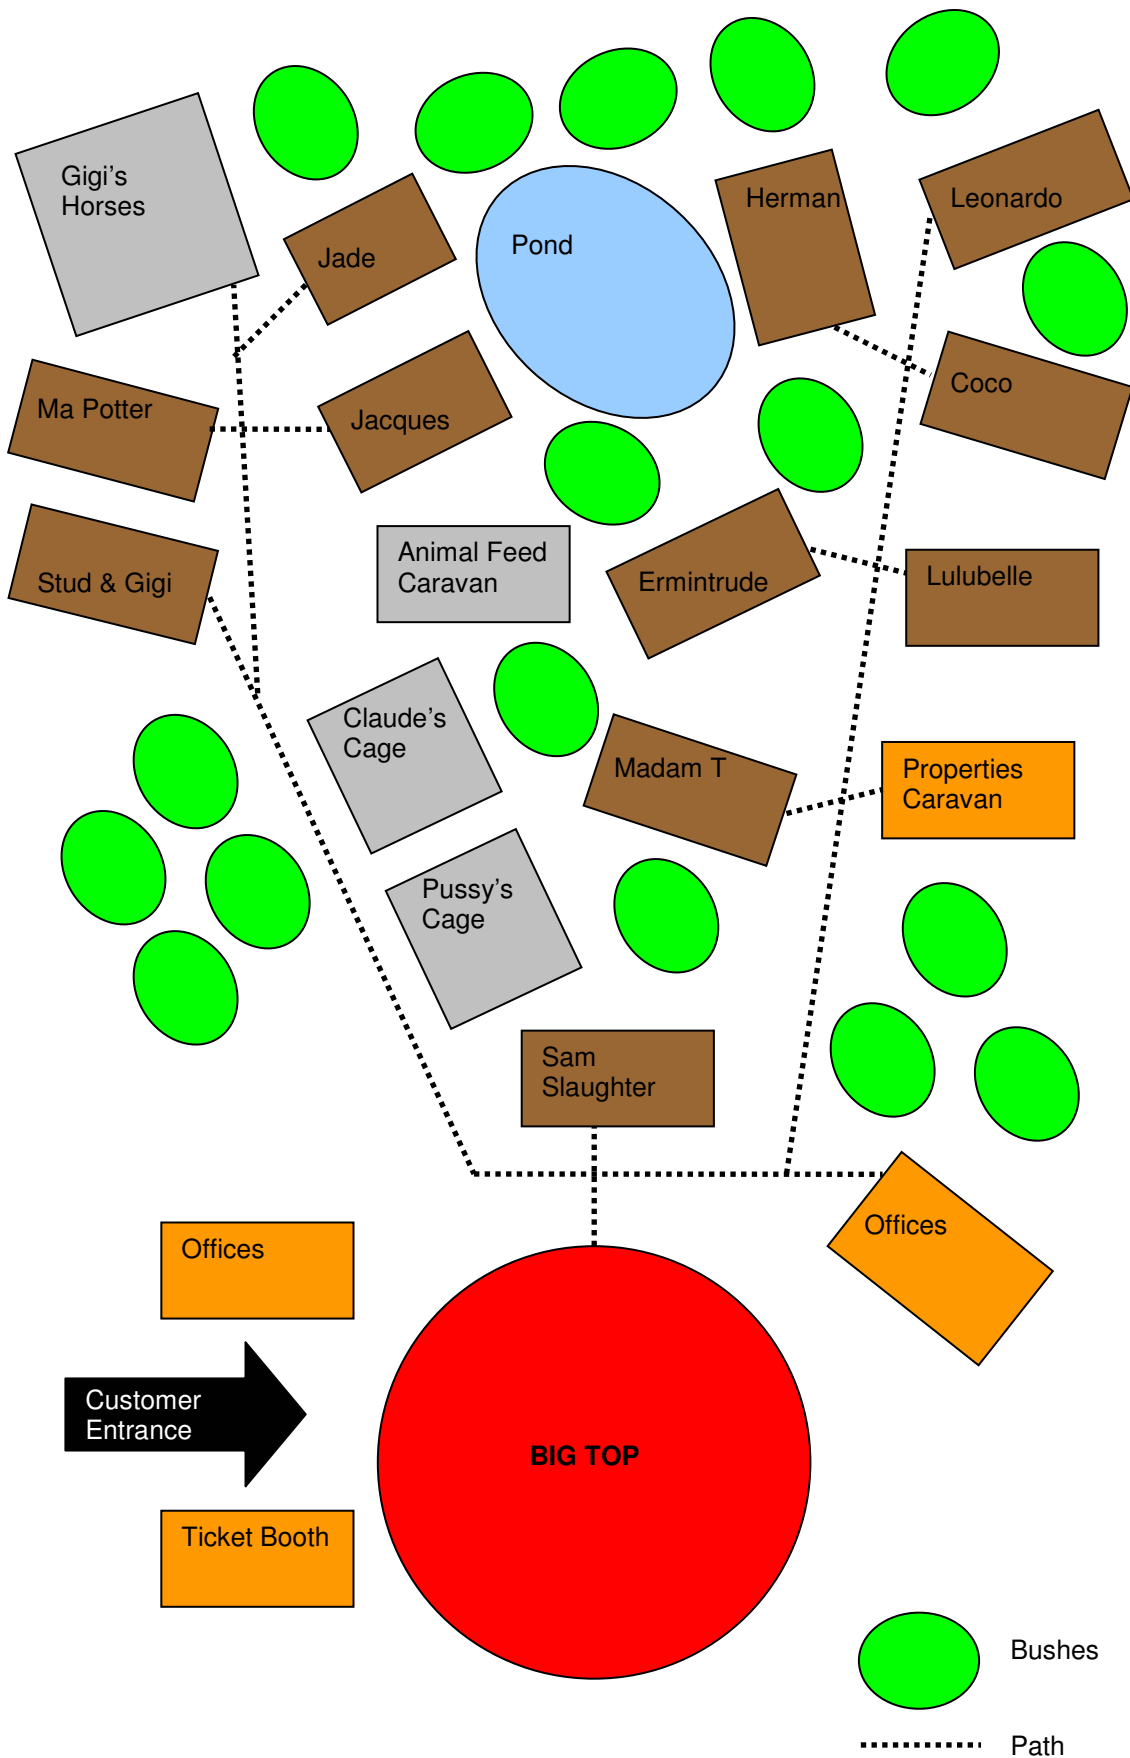 Gigi's
Horses
Jade
Pond
Herman
Leonardo
Ma Potter
Jacques
Coco
Stud & Gigi
Animal Feed
Caravan
Ermintrude
Lulubelle
Claude's
Cage
Madam T
Properties
Caravan
Pussy's
Cage
Sam
Slaughter
Offices
Offices
Customer
Entrance
BIG TOP
Ticket Booth
Bushes
Path